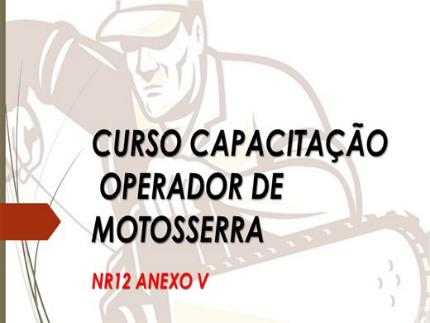 CURSO CAPACITAÇÃO
OPERADOR DE
MOTOSSERRA
NR12 ANEXO V